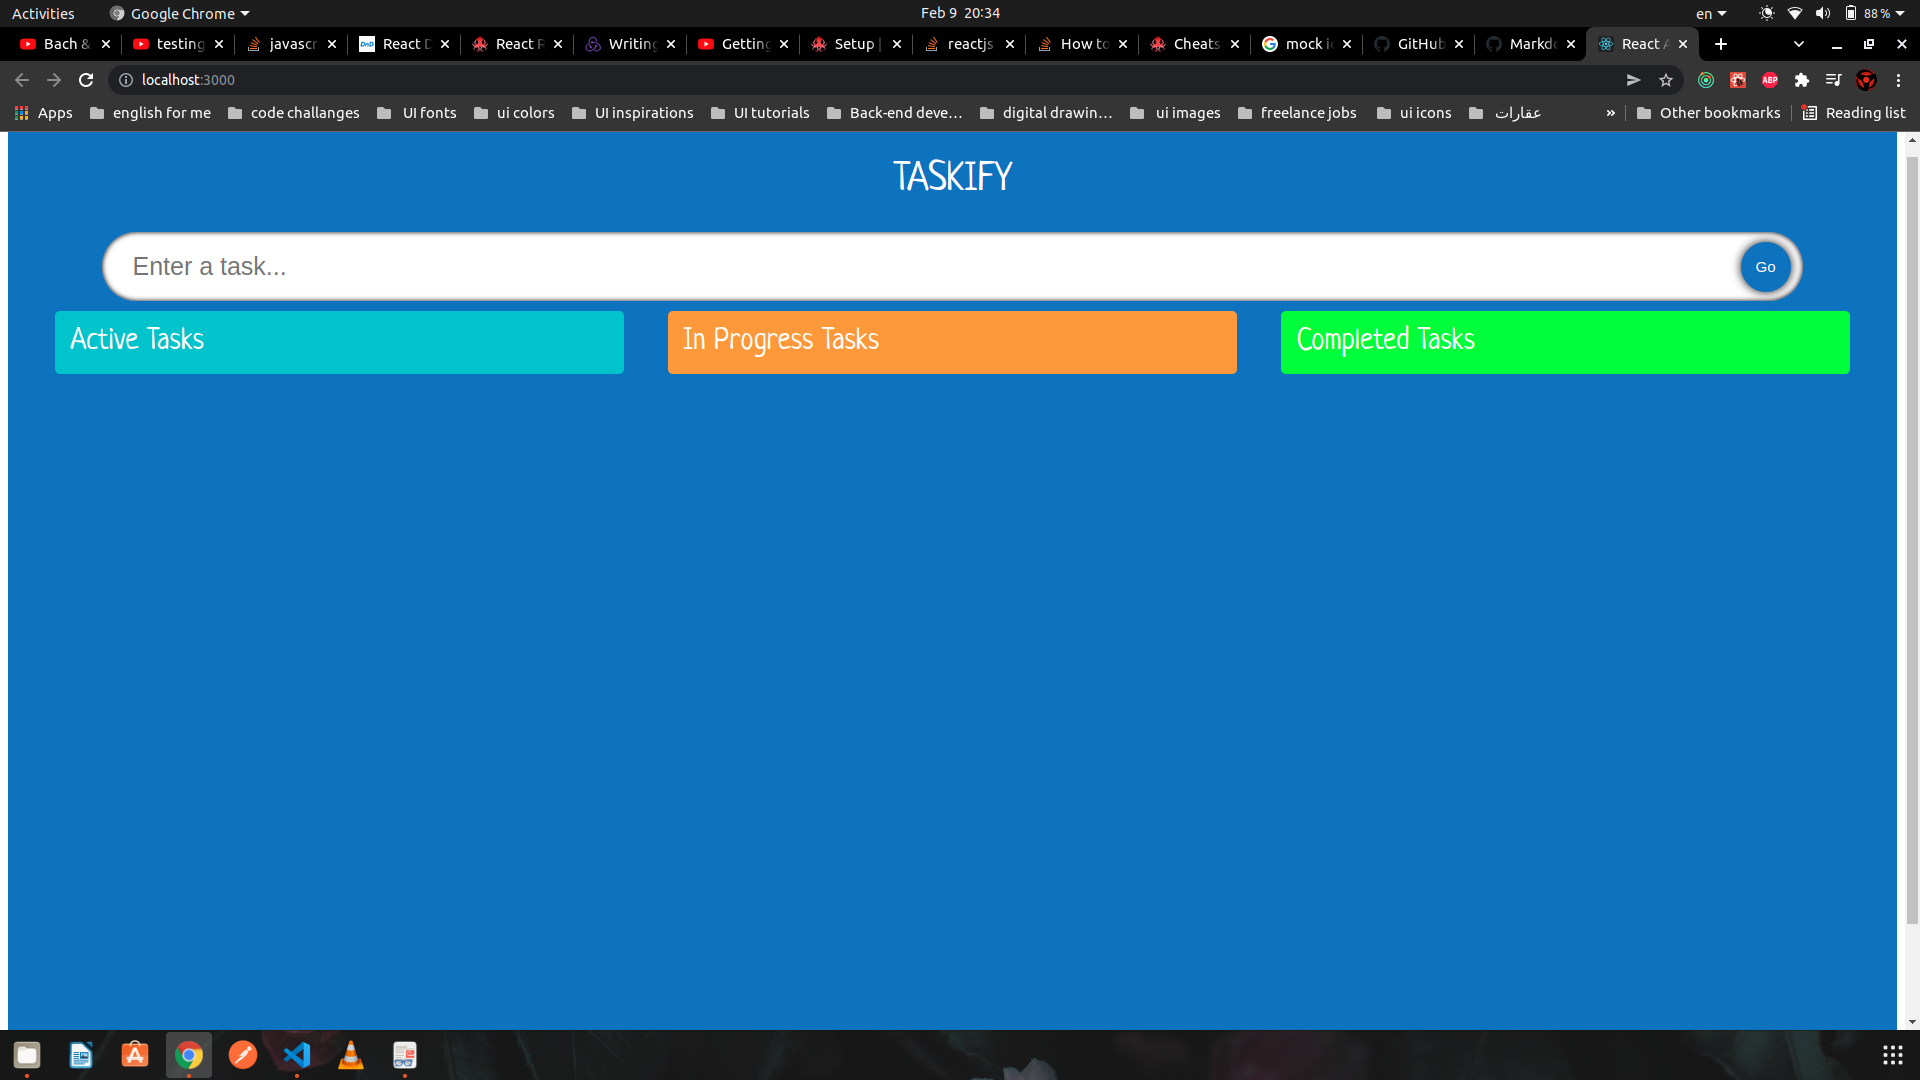 Activities Google Chrome Feb 9 20:34 en 88 %
Bach & testing javascr React D React R Writing Getting Setup | reactjs How to Cheats mock GitHub Markdo React A
localhost:3000
Apps english for me code challanges UI fonts ui colors UI inspirations UI tutorials Back-end deve… digital drawin… ui images freelance jobs ui icons عقارات » Other bookmarks Reading list
ABP
TASKIFY
Enter a task...
Go
Active Tasks In Progress Tasks Completed Tasks